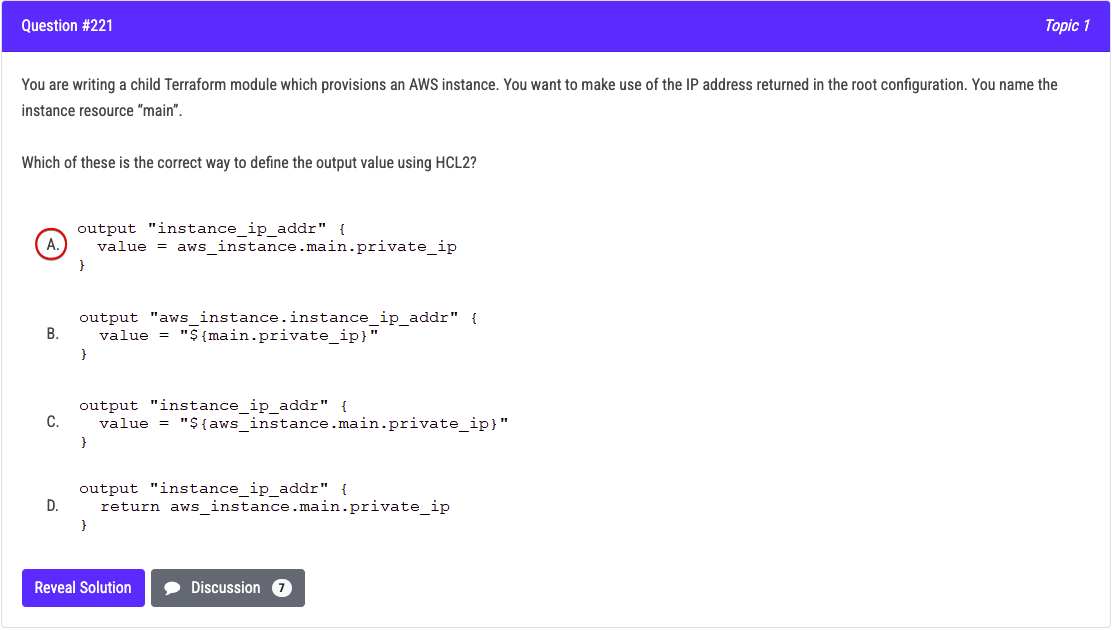 Question #221
Topic 1
You are writing a child Terraform module which provisions an AWS instance. You want to make use of the IP address returned in the root configuration. You name the
instance resource “main”.
Which of these is the correct way to define the output value using HCL2?
A.
output "instance_ip_addr" {
  value = aws_instance.main.private_ip
}
B.
output "aws_instance.instance_ip_addr" {
  value = "${main.private_ip}"
}
C.
output "instance_ip_addr" {
  value = "${aws_instance.main.private_ip}"
}
D.
output "instance_ip_addr" {
  return aws_instance.main.private_ip
}
Reveal Solution
Discussion 7